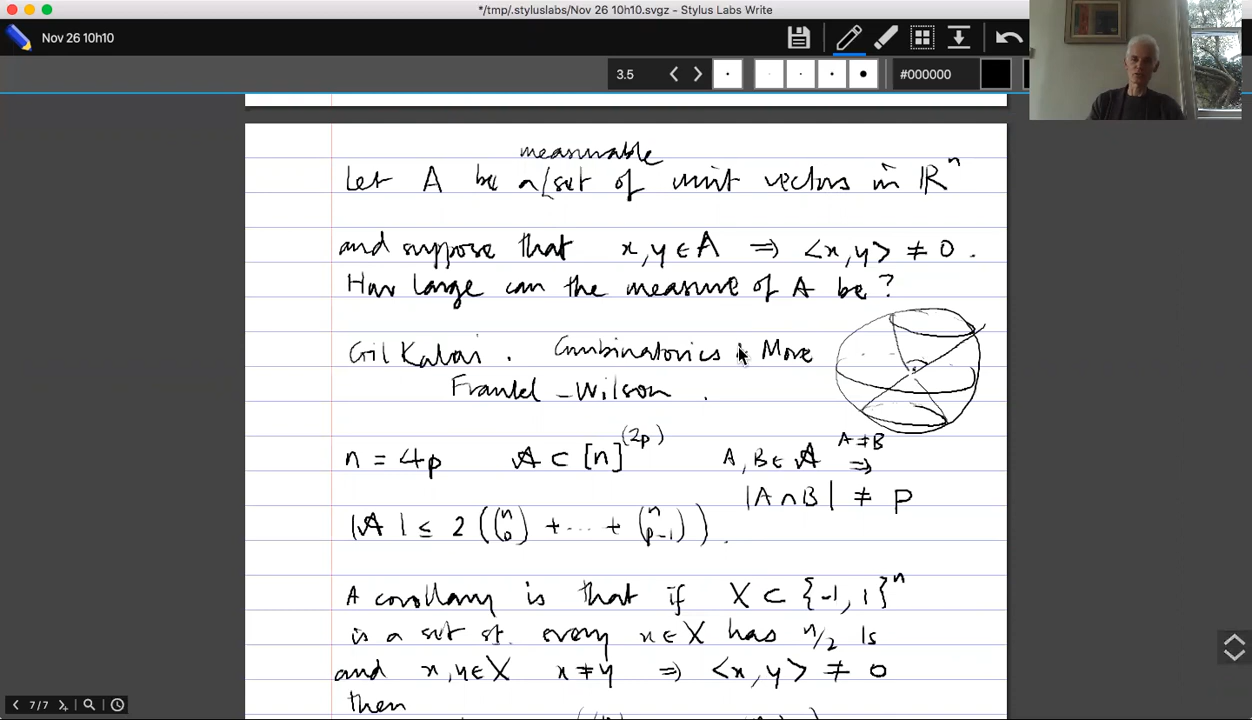 */tmp/.styluslabs/Nov 26 10h10.svgz - Stylus Labs Write
Nov 26 10h10
3.5
#000000
measurable
Let A be a set of unit vectors in ℝⁿ
and suppose that x, y ∈ A ⇒ <x, y> ≠ 0.
How large can the measure of A be?
Gil Kalai. Combinatorics & More
Frankl-Wilson.
n = 4p 𝒜 ⊂ [n]^(2p) A, B ∈ 𝒜 A≠B ⇒
|A ∩ B| ≠ p
|𝒜| ≤ 2 ((n 0) + ... + (n p-1)).
A corollary is that if X ⊂ {-1, 1}ⁿ
is a set st. every x ∈ X has n/2 1s
and x, y ∈ X x ≠ y ⇒ <x, y> ≠ 0
then
7/7